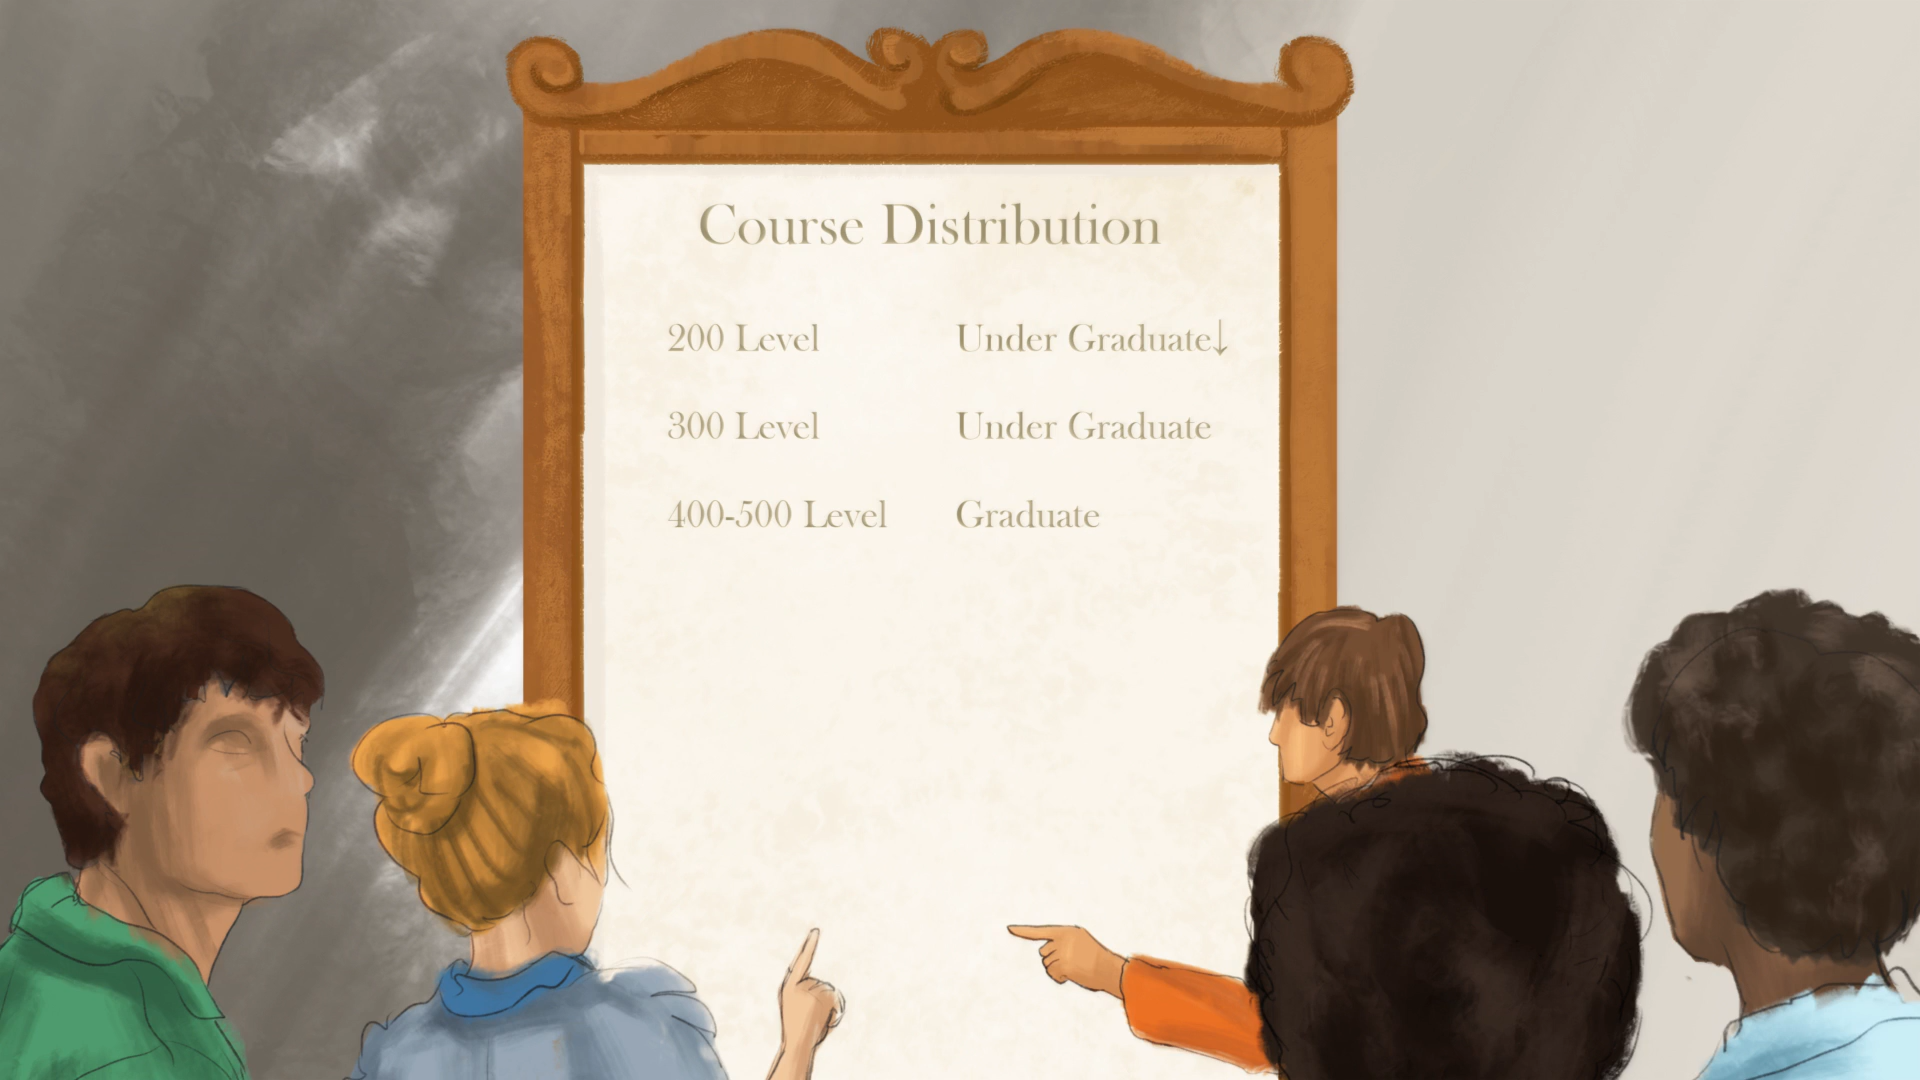 Course Distribution
200 Level Under Graduate↓
300 Level Under Graduate
400-500 Level Graduate